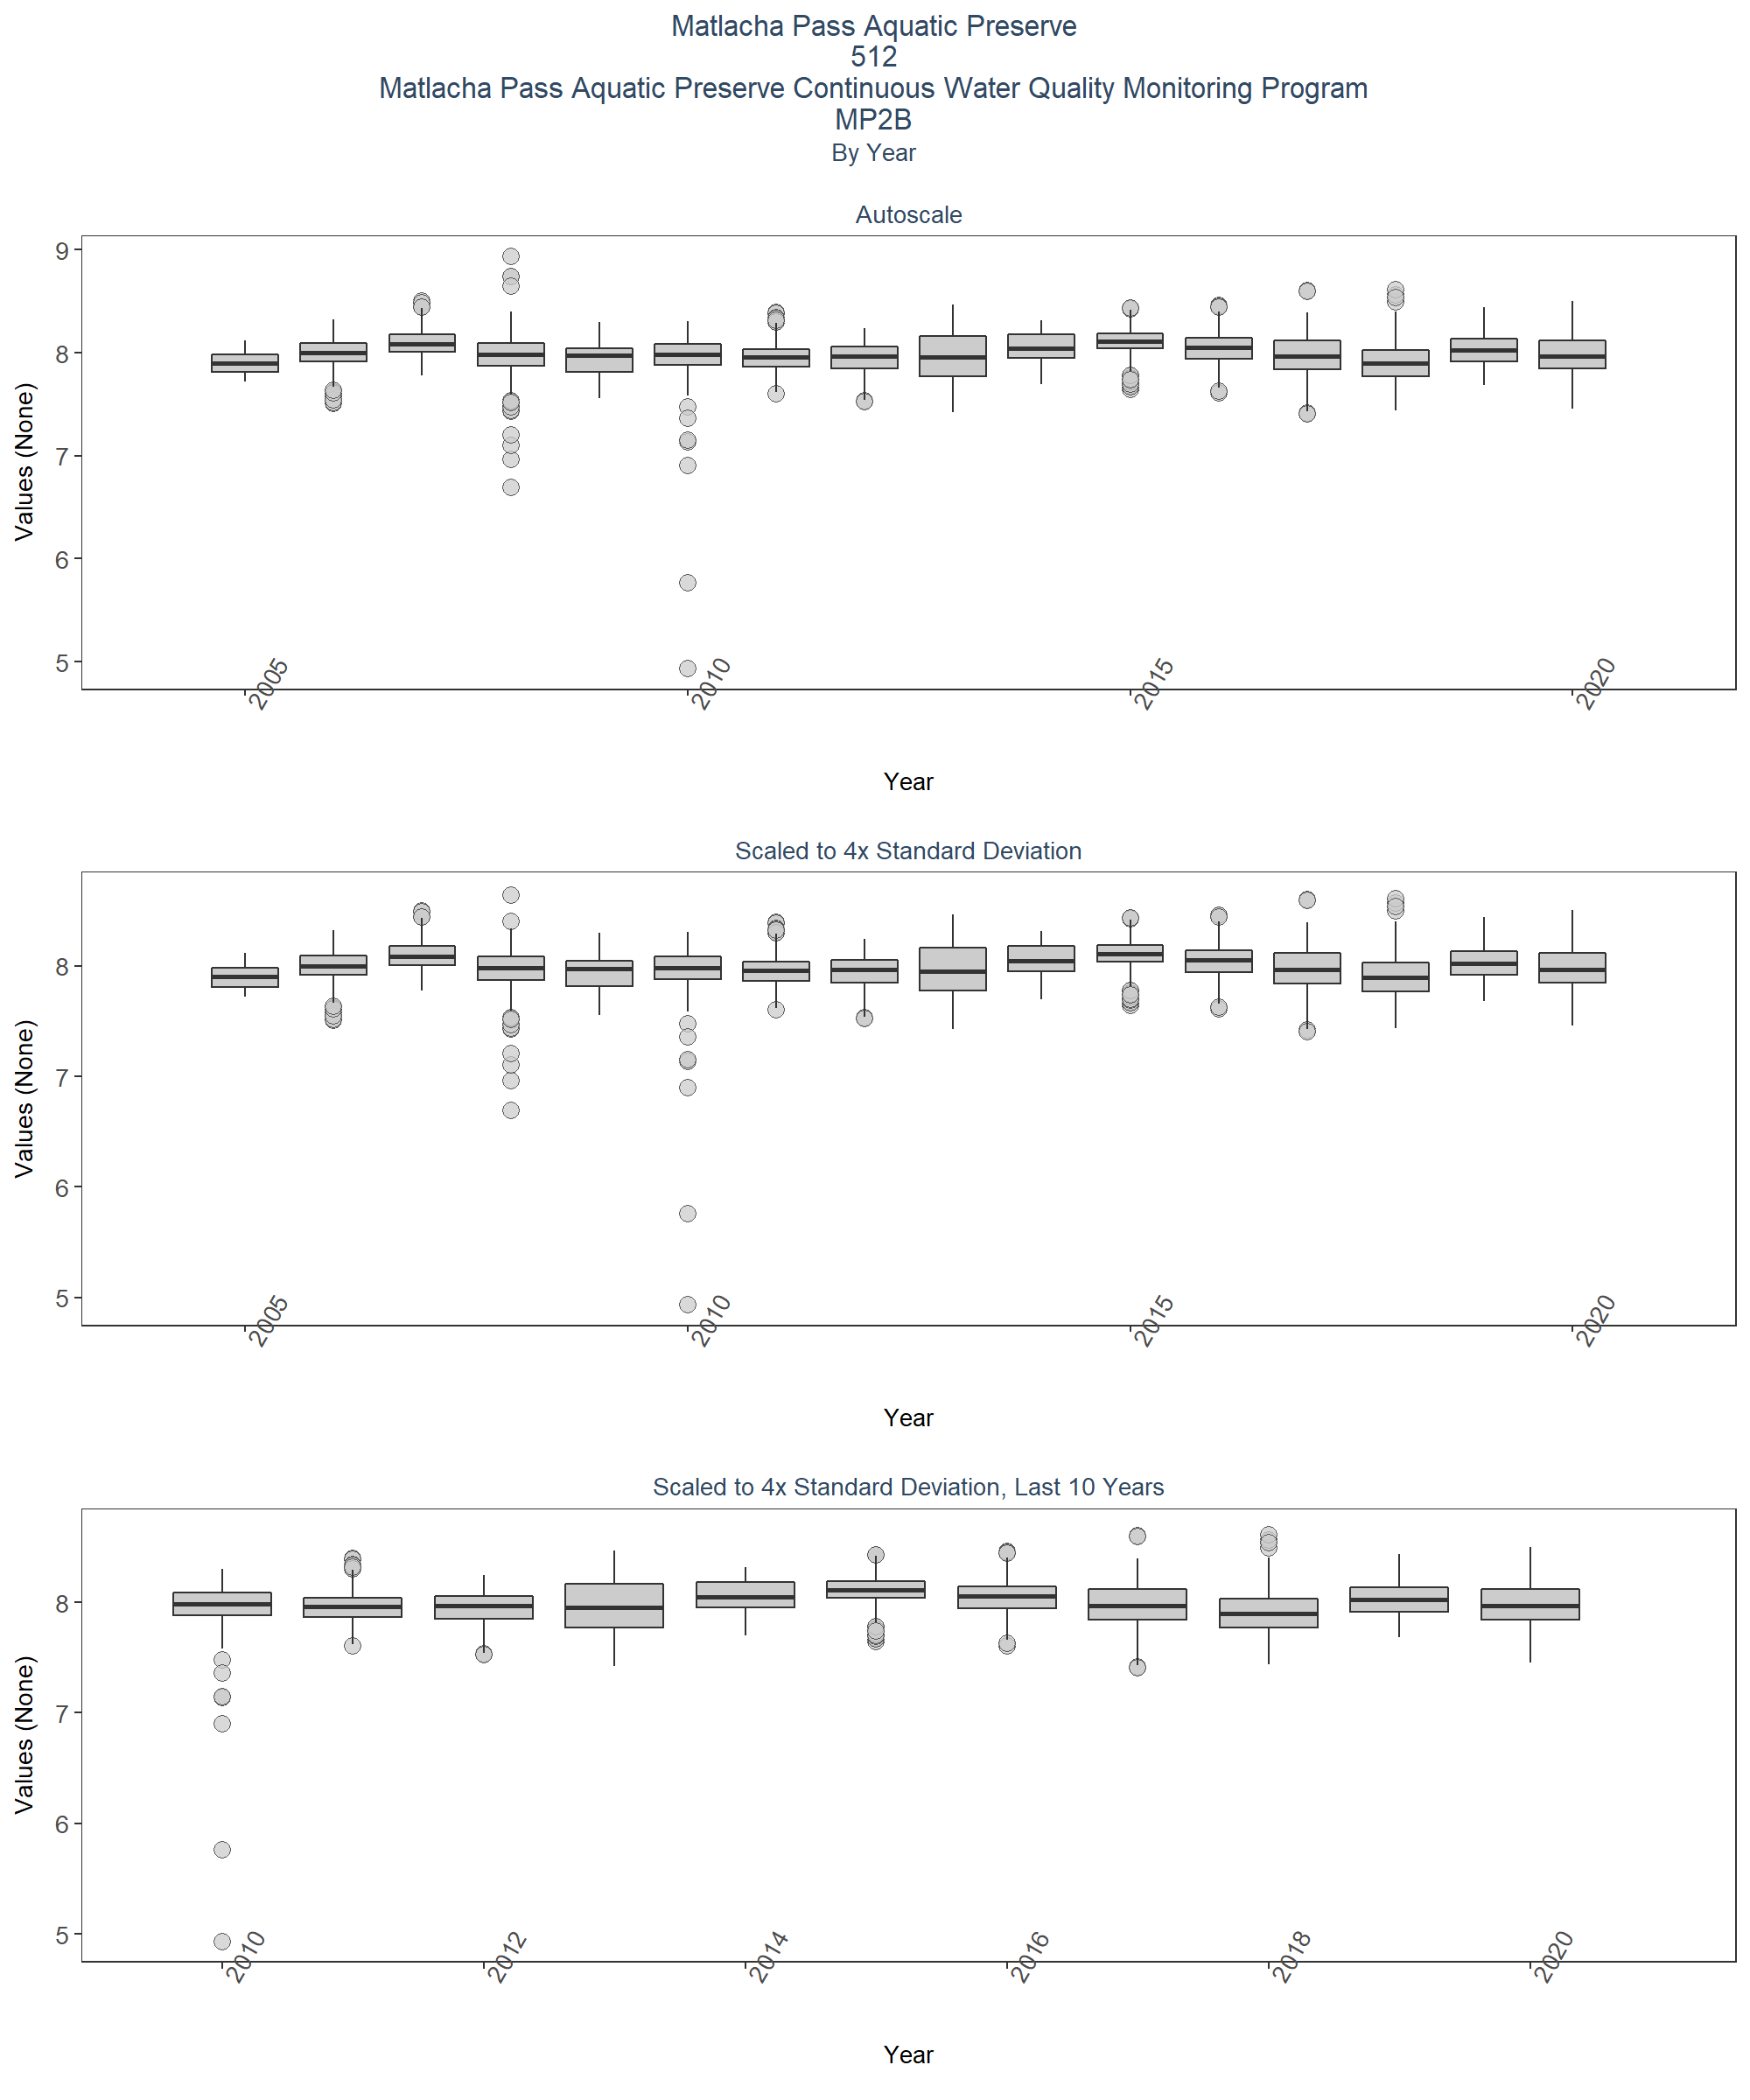 Matlacha Pass Aquatic Preserve
512
Matlacha Pass Aquatic Preserve Continuous Water Quality Monitoring Program
MP2B
By Year
Autoscale
Values (None)
9
8
7
6
5
2005 2010 2015 2020
Year
Scaled to 4x Standard Deviation
Values (None)
8
7
6
5
2005 2010 2015 2020
Year
Scaled to 4x Standard Deviation, Last 10 Years
Values (None)
8
7
6
5
2010 2012 2014 2016 2018 2020
Year